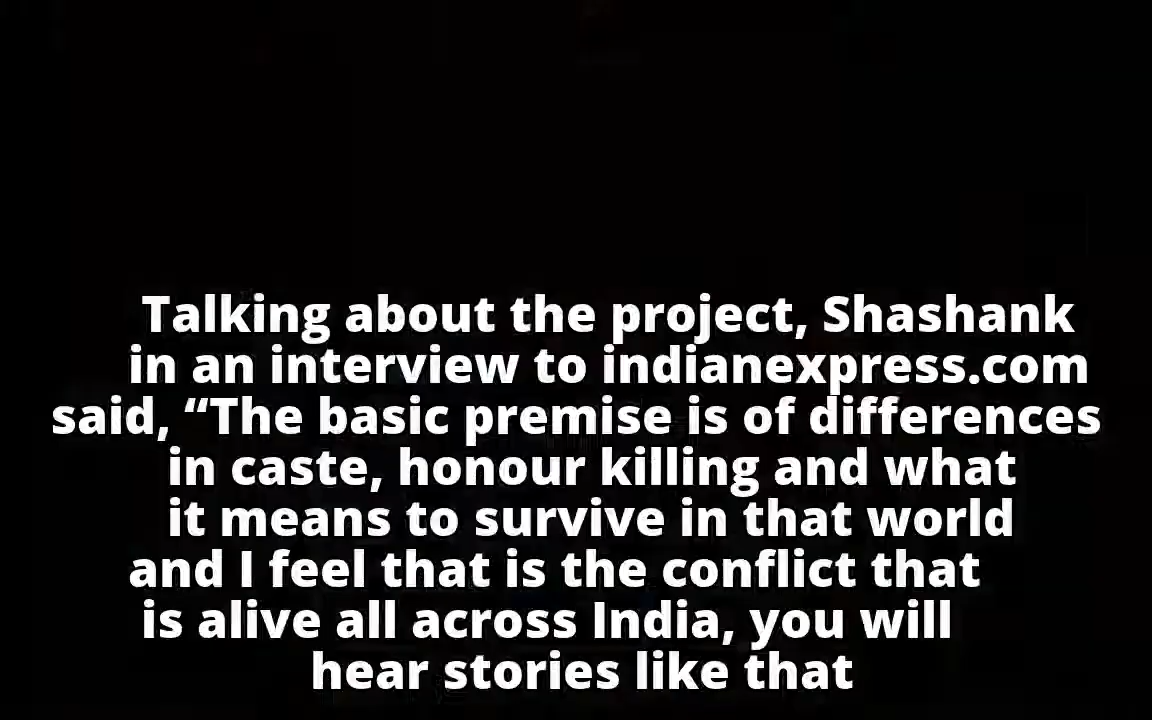 Talking about the project, Shashank
in an interview to indianexpress.com
said, “The basic premise is of differences
in caste, honour killing and what
it means to survive in that world
and I feel that is the conflict that
is alive all across India, you will
hear stories like that